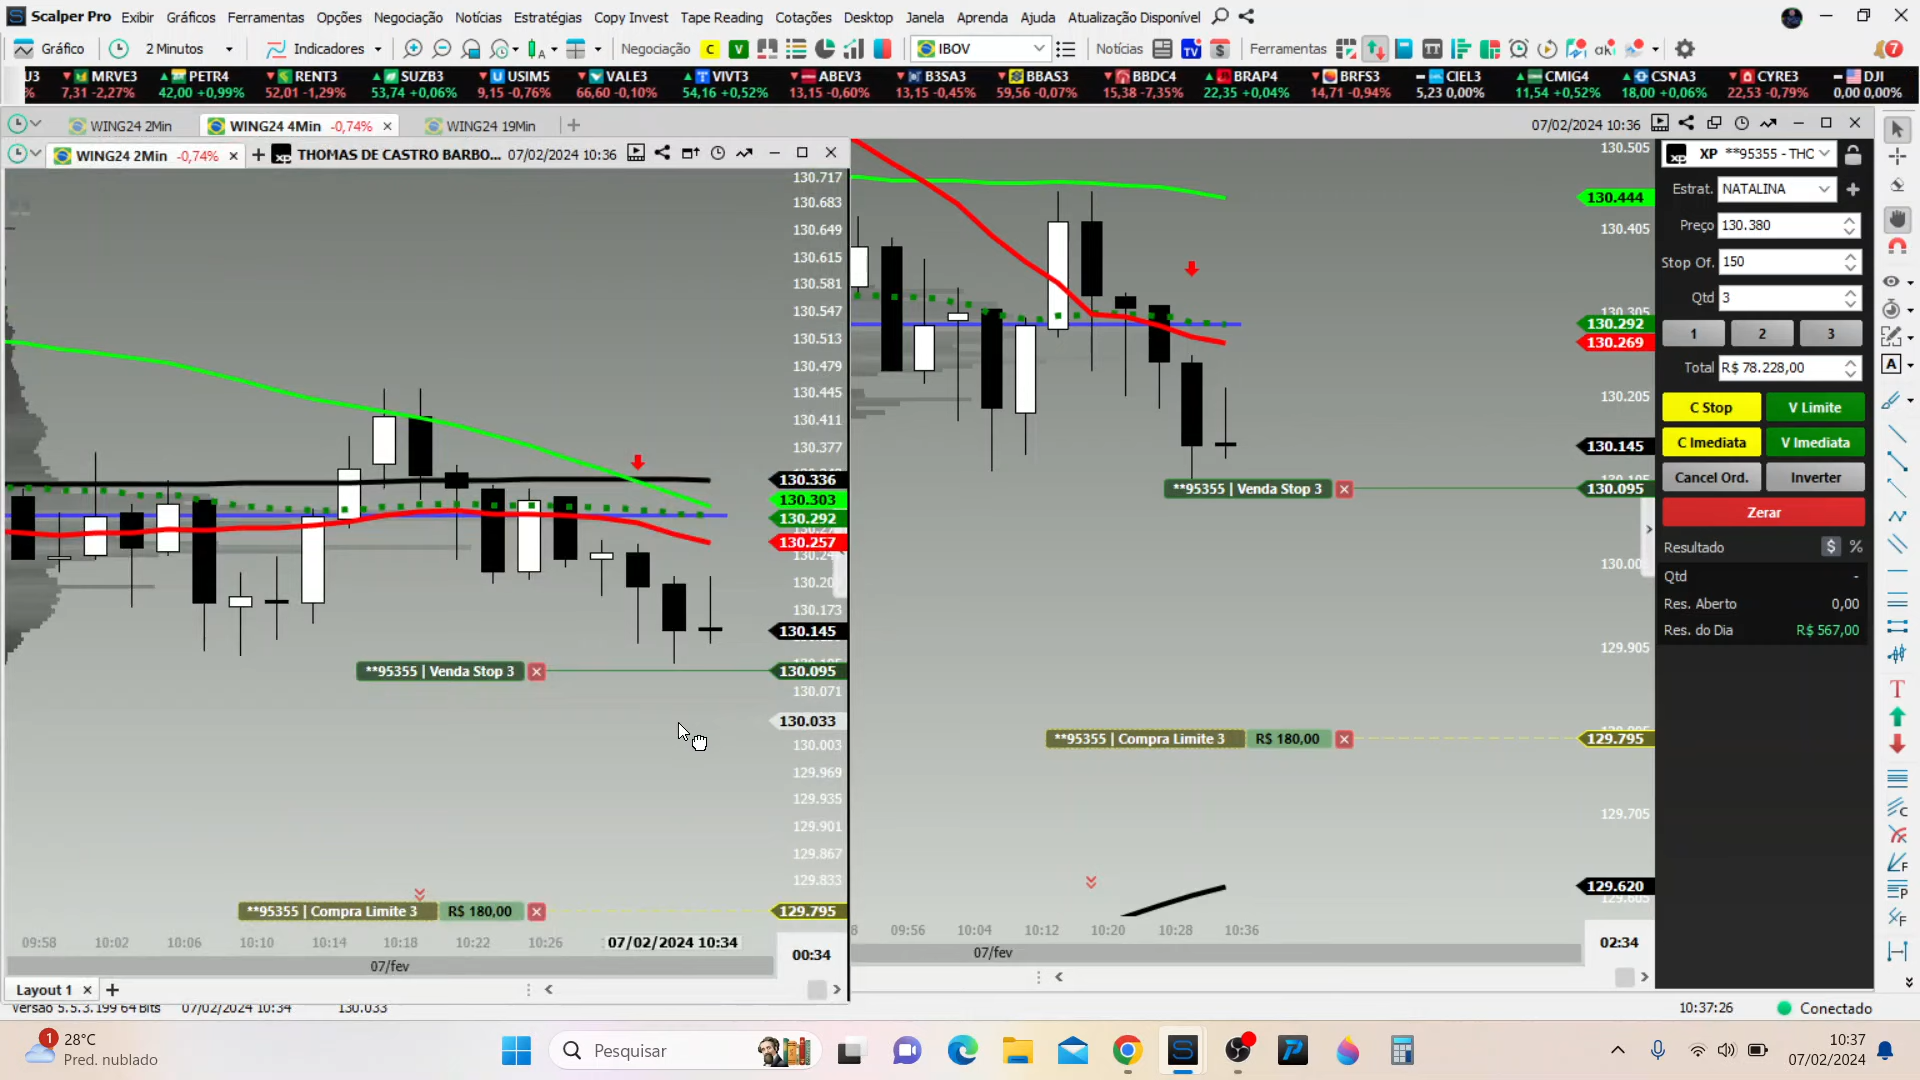 Scalper Pro Exibir Gráficos Ferramentas Opções Negociação Notícias Estratégias Copy Invest Tape Reading Cotações Desktop Janela Aprenda Ajuda Atualização Disponível
Gráfico 2 Minutos Indicadores Negociação C V IBOV Notícias TV $ Ferramentas TT aki 7
J3 MRVE3 PETR4 RENT3 SUZB3 USIM5 VALE3 VIVT3 ABEV3 B3SA3 BBAS3 BBDC4 BRAP4 BRFS3 CIEL3 CMIG4 CSNA3 CYRE3 DJI
% 7,31 -2,27% 42,00 +0,99% 52,01 -1,29% 53,74 +0,06% 9,15 -0,76% 66,60 -0,10% 54,16 +0,52% 13,15 -0,60% 13,15 -0,45% 59,56 -0,07% 15,38 -7,35% 22,35 +0,04% 14,71 -0,94% 5,23 0,00% 11,54 +0,52% 18,00 +0,06% 22,53 -0,79% 0,00 0,00%
WING24 2Min WING24 4Min -0,74% WING24 19Min 07/02/2024 10:36
WING24 2Min -0,74% xp THOMAS DE CASTRO BARBO... 07/02/2024 10:36
130.717
130.683
130.649
130.615
130.581
130.547
130.513
130.479
130.445
130.411
130.377
130.336
130.303
130.292
130.257
130.173
130.145
**95355 | Venda Stop 3
130.095
130.071
130.033
130.003
129.969
129.935
129.901
129.867
129.833
**95355 | Compra Limite 3 R$ 180,00
129.795
09:58 10:02 10:06 10:10 10:14 10:18 10:22 10:26 07/02/2024 10:34
00:34
07/fev
Layout 1
130.505
130.444
130.405
130.305
130.292
130.269
130.205
130.145
**95355 | Venda Stop 3
130.095
129.905
**95355 | Compra Limite 3 R$ 180,00
129.795
129.705
129.620
129.605
09:56 10:04 10:12 10:20 10:28 10:36
02:34
07/fev
XP **95355 - THC
Estrat. NATALINA
Preço 130.380
Stop Of. 150
Qtd 3
1 2 3
Total R$ 78.228,00
C Stop V Limite
C Imediata V Imediata
Cancel Ord. Inverter
Zerar
Resultado $ %
Qtd -
Res. Aberto 0,00
Res. do Dia R$ 567,00
Versão 5.5.3.199 64 Bits 07/02/2024 10:34 130.033
10:37:26 Conectado
1 28°C
Pred. nublado
Pesquisar
10:37
07/02/2024